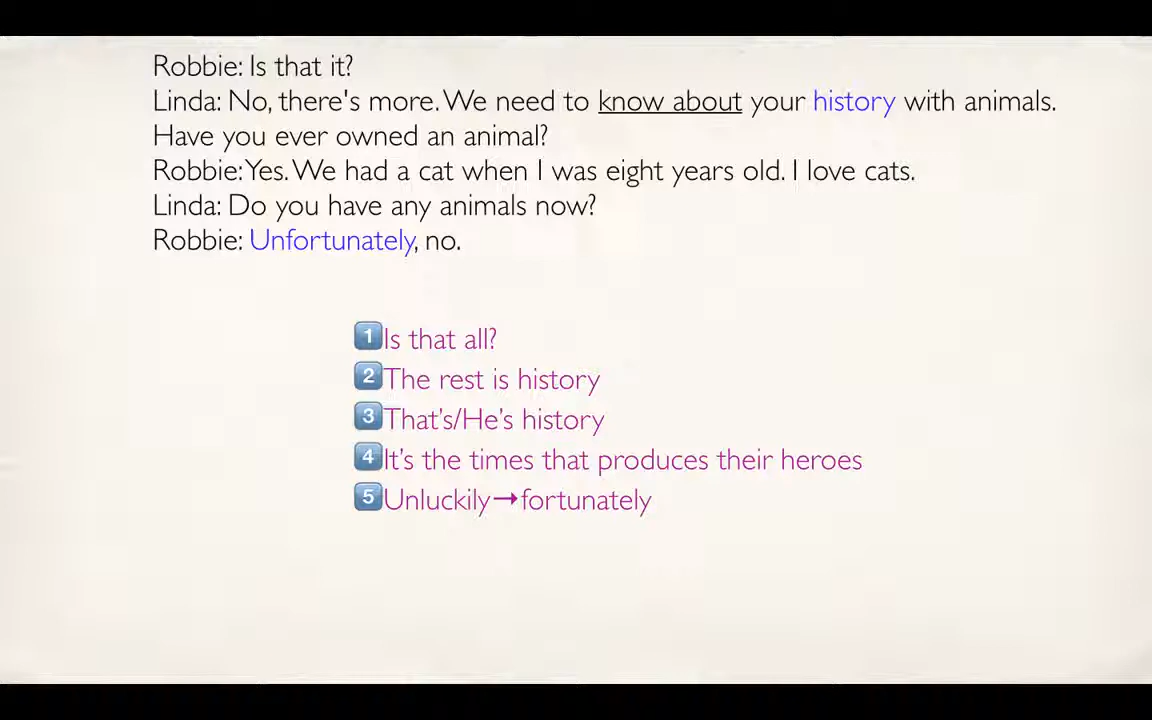 Robbie: Is that it?
Linda: No, there's more. We need to know about your history with animals.
Have you ever owned an animal?
Robbie: Yes. We had a cat when I was eight years old. I love cats.
Linda: Do you have any animals now?
Robbie: Unfortunately, no.
1 Is that all?
2 The rest is history
3 That's/He's history
4 It's the times that produces their heroes
5 Unluckily→fortunately